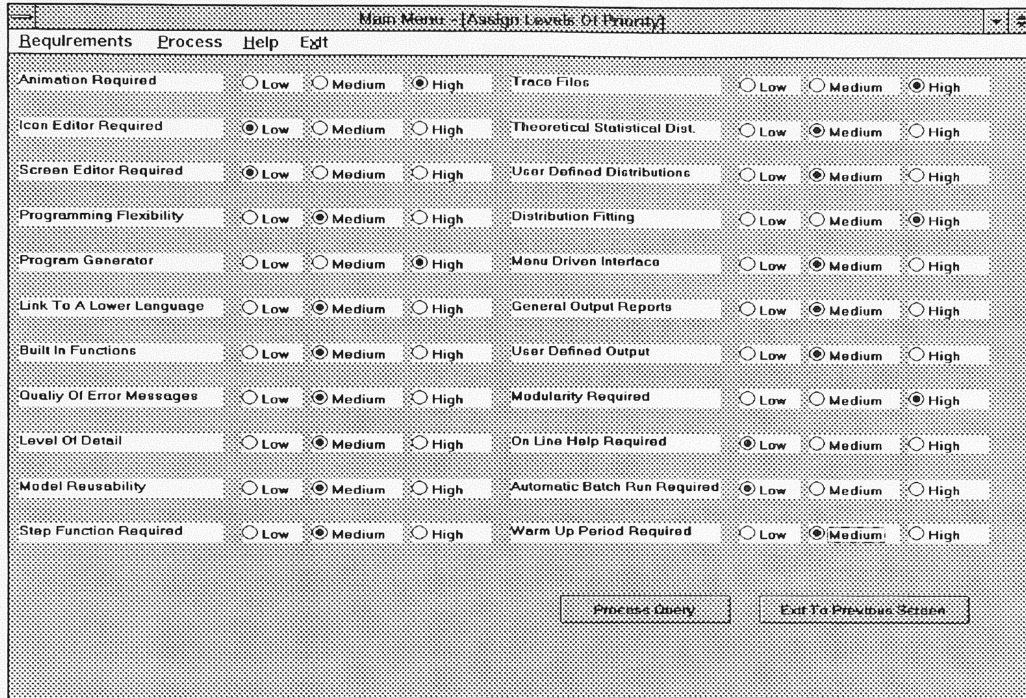 Main Menu - [Assign Levels Of Priority]
Requirements Process Help Exit
Animation Required Low Medium High Trace Files Low Medium High
Icon Editor Required Low Medium High Theoretical Statistical Dist. Low Medium High
Screen Editor Required Low Medium High User Defined Distributions Low Medium High
Programming Flexibility Low Medium High Distribution Fitting Low Medium High
Program Generator Low Medium High Menu Driven Interface Low Medium High
Link To A Lower Language Low Medium High General Output Reports Low Medium High
Built In Functions Low Medium High User Defined Output Low Medium High
Qualiy Of Error Messages Low Medium High Modularity Required Low Medium High
Level Of Detail Low Medium High On Line Help Required Low Medium High
Model Reusability Low Medium High Automatic Batch Run Required Low Medium High
Step Function Required Low Medium High Warm Up Period Required Low Medium High
Process Query Exit To Previous Screen